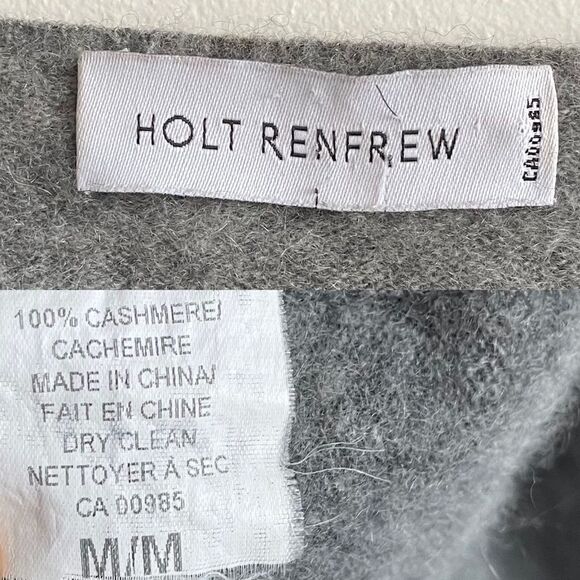 HOLT RENFREW
CA00985
100% CASHMERE/
CACHEMIRE
MADE IN CHINA/
FAIT EN CHINE
DRY CLEAN
NETTOYER À SEC
CA 00985
M/M